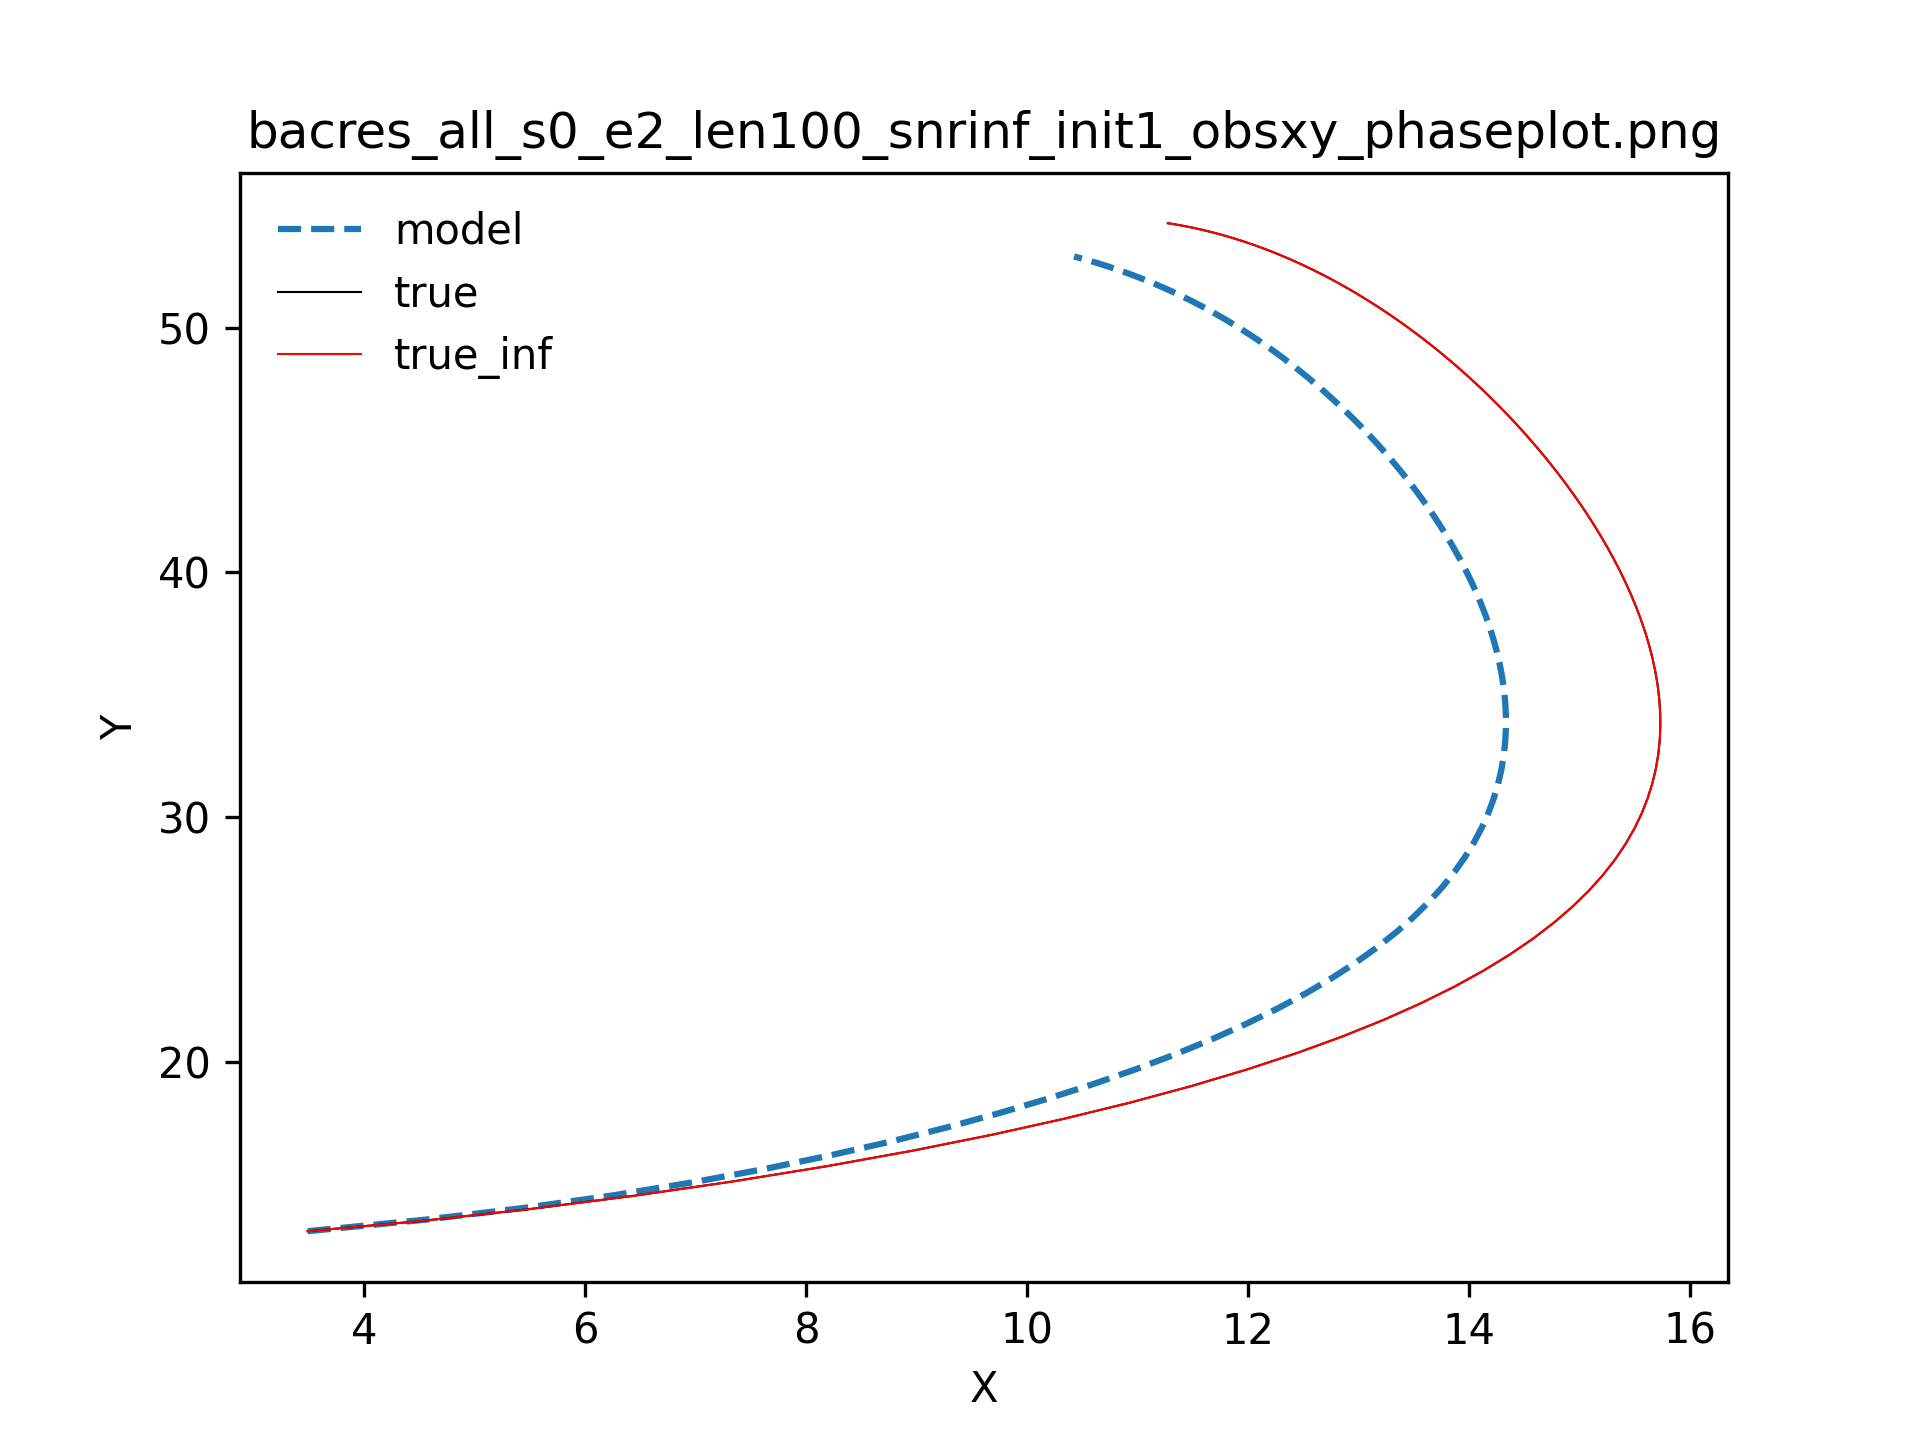 bacres_all_s0_e2_len100_snrinf_init1_obsxy_phaseplot.png
model
true
true_inf
50
40
30
20
Y
4 6 8 10 12 14 16
X